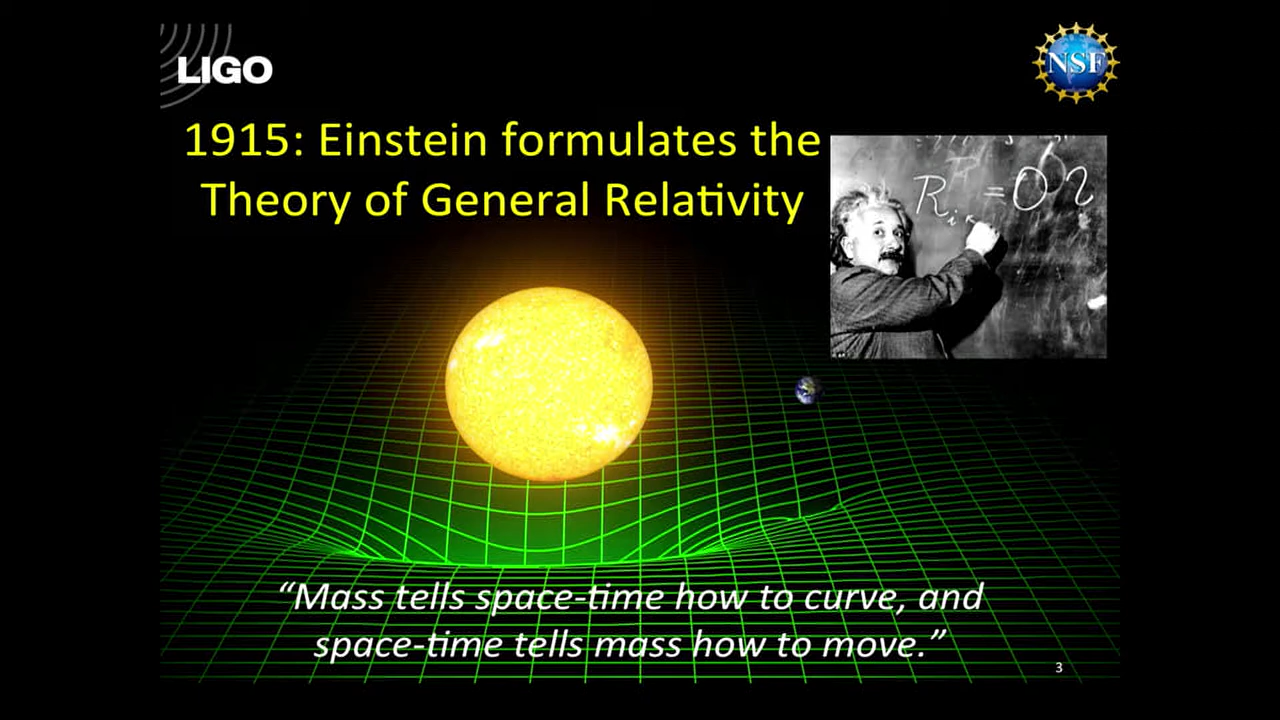 LIGO
NSF
1915: Einstein formulates the
Theory of General Relativity
“Mass tells space-time how to curve, and
space-time tells mass how to move.”
3